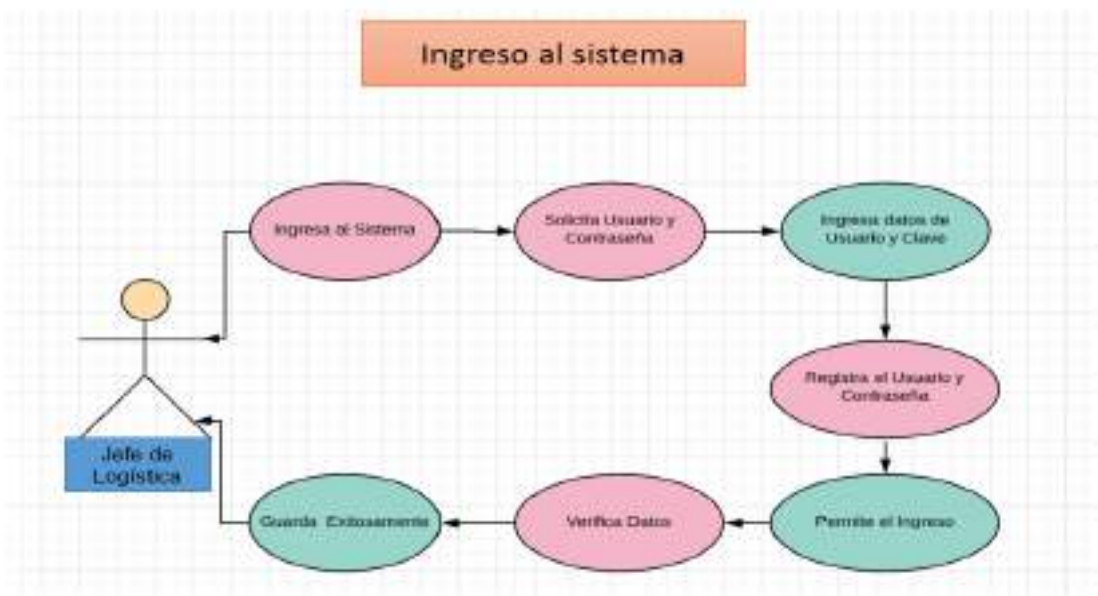 Ingreso al sistema
Ingresa al Sistema
Solicita Usuario y
Contraseña
Ingresa datos de
Usuario y Clave
Registra el Usuario y
Contraseña
Jefe de
Logística
Guarda Exitosamente
Verifica Datos
Permite el Ingreso